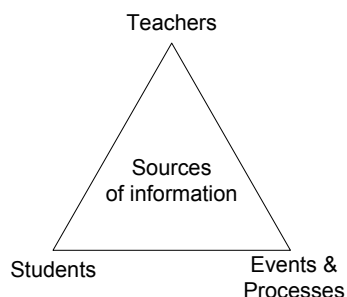 Teachers
Sources
of information
Students
Events &
Processes